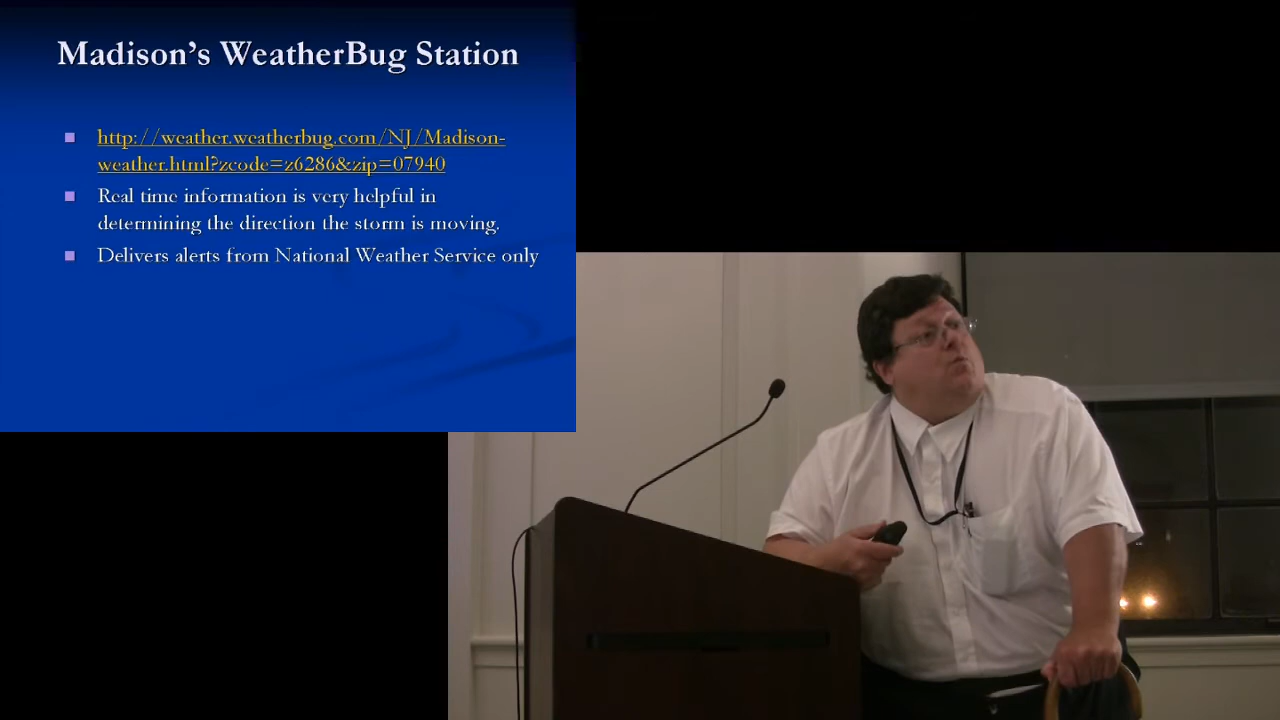 Madison's WeatherBug Station
http://weather.weatherbug.com/NJ/Madison-
weather.html?zcode=z6286&zip=07940
Real time information is very helpful in
determining the direction the storm is moving.
Delivers alerts from National Weather Service only